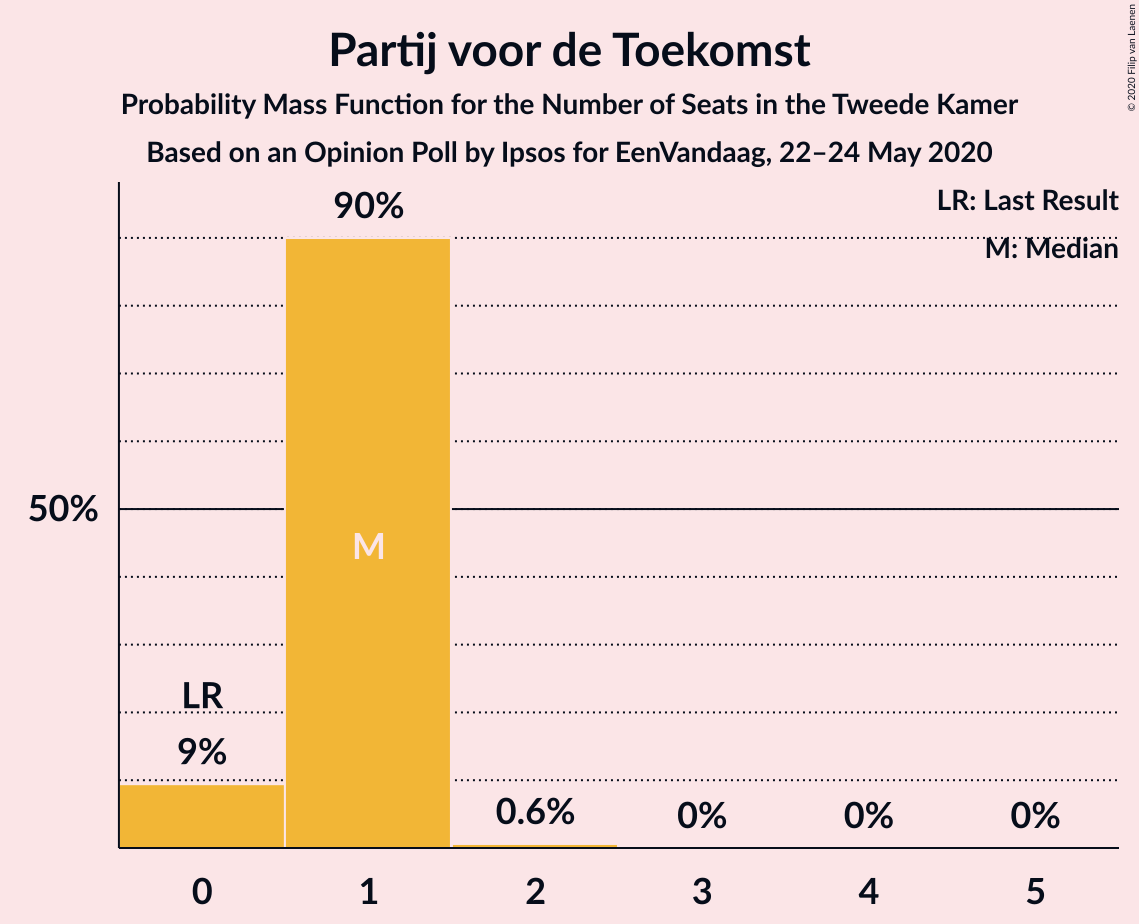 Partij voor de Toekomst
Probability Mass Function for the Number of Seats in the Tweede Kamer
Based on an Opinion Poll by Ipsos for EenVandaag, 22–24 May 2020
© 2020 Filip van Laenen
LR: Last Result
M: Median
90%
50%
M
LR
9%
0.6%
0%
0%
0%
0
1
2
3
4
5